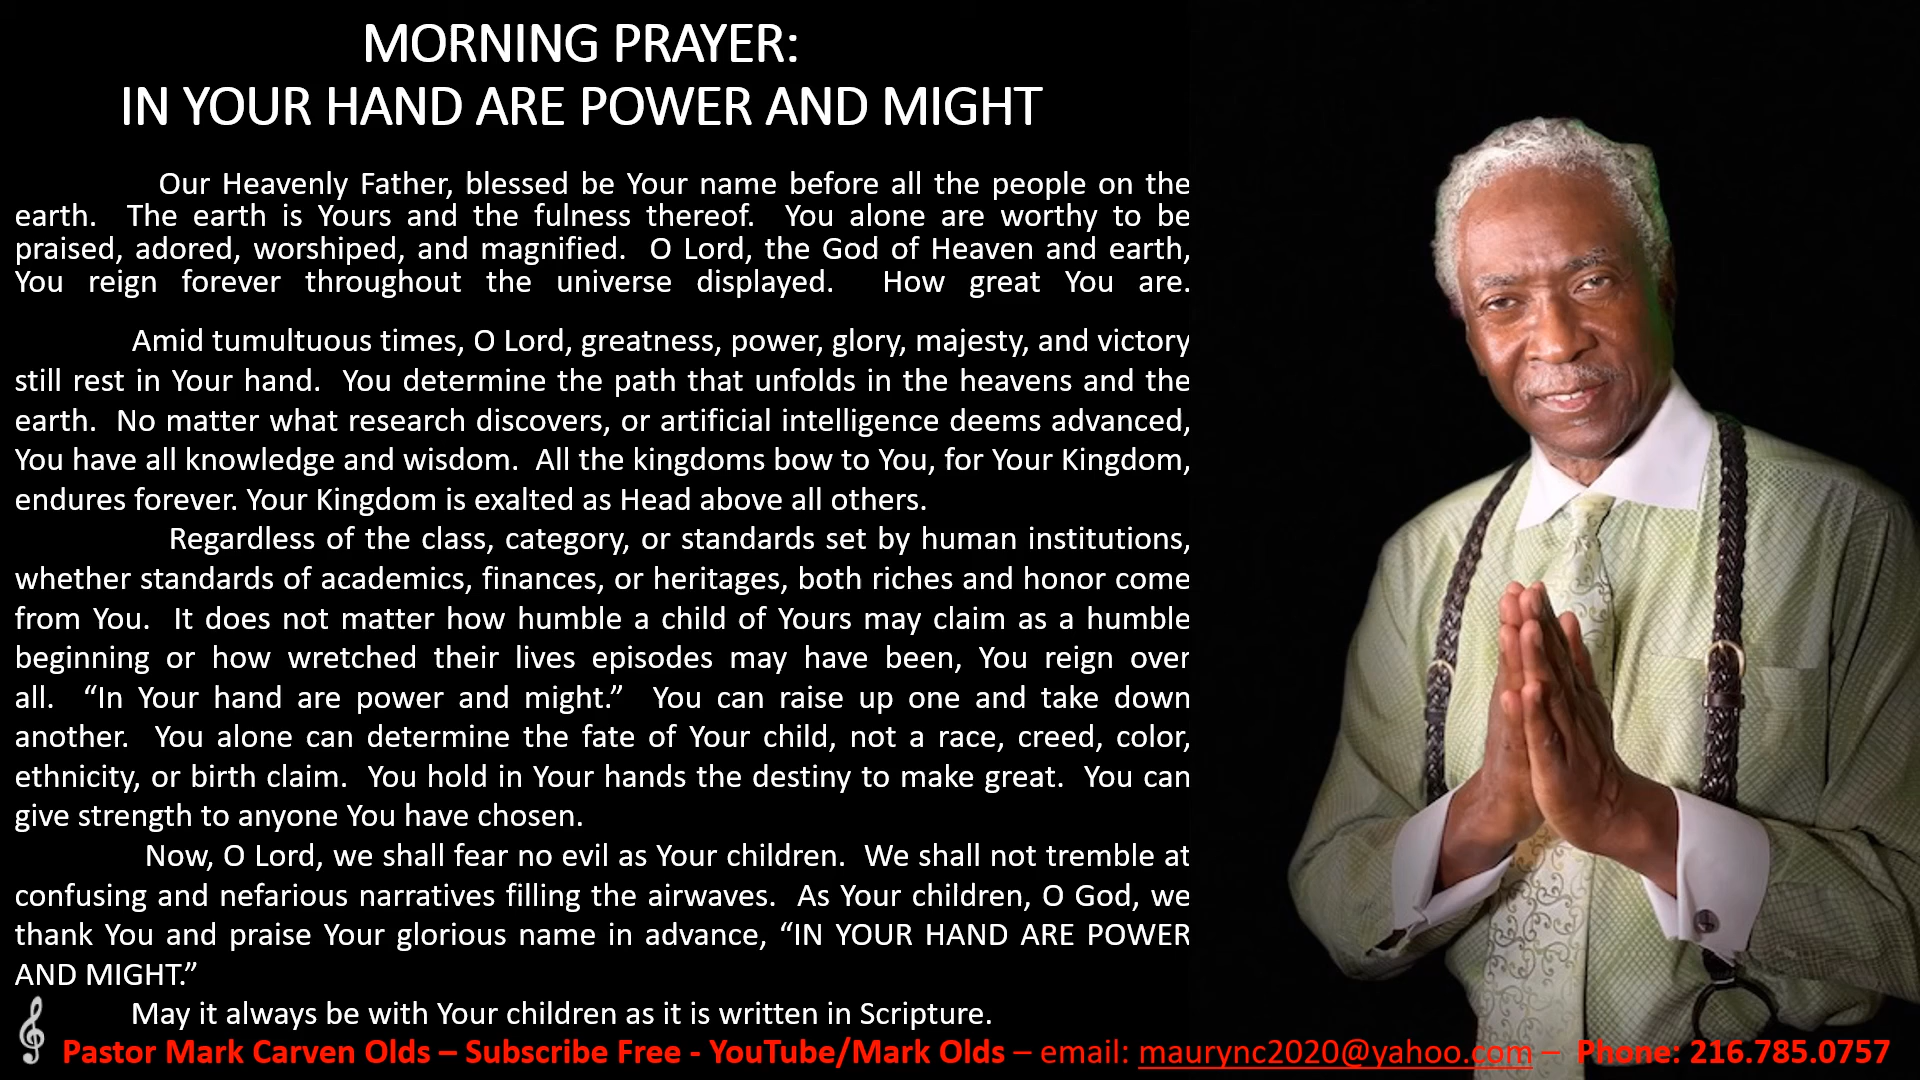 MORNING PRAYER:
IN YOUR HAND ARE POWER AND MIGHT
Our Heavenly Father, blessed be Your name before all the people on the
earth. The earth is Yours and the fulness thereof. You alone are worthy to be
praised, adored, worshiped, and magnified. O Lord, the God of Heaven and earth,
You reign forever throughout the universe displayed. How great You are.
Amid tumultuous times, O Lord, greatness, power, glory, majesty, and victory
still rest in Your hand. You determine the path that unfolds in the heavens and the
earth. No matter what research discovers, or artificial intelligence deems advanced,
You have all knowledge and wisdom. All the kingdoms bow to You, for Your Kingdom,
endures forever. Your Kingdom is exalted as Head above all others.
Regardless of the class, category, or standards set by human institutions,
whether standards of academics, finances, or heritages, both riches and honor come
from You. It does not matter how humble a child of Yours may claim as a humble
beginning or how wretched their lives episodes may have been, You reign over
all. “In Your hand are power and might.” You can raise up one and take down
another. You alone can determine the fate of Your child, not a race, creed, color,
ethnicity, or birth claim. You hold in Your hands the destiny to make great. You can
give strength to anyone You have chosen.
Now, O Lord, we shall fear no evil as Your children. We shall not tremble at
confusing and nefarious narratives filling the airwaves. As Your children, O God, we
thank You and praise Your glorious name in advance, “IN YOUR HAND ARE POWER
AND MIGHT.”
May it always be with Your children as it is written in Scripture.
Pastor Mark Carven Olds – Subscribe Free - YouTube/Mark Olds – email: maurync2020@yahoo.com – Phone: 216.785.0757